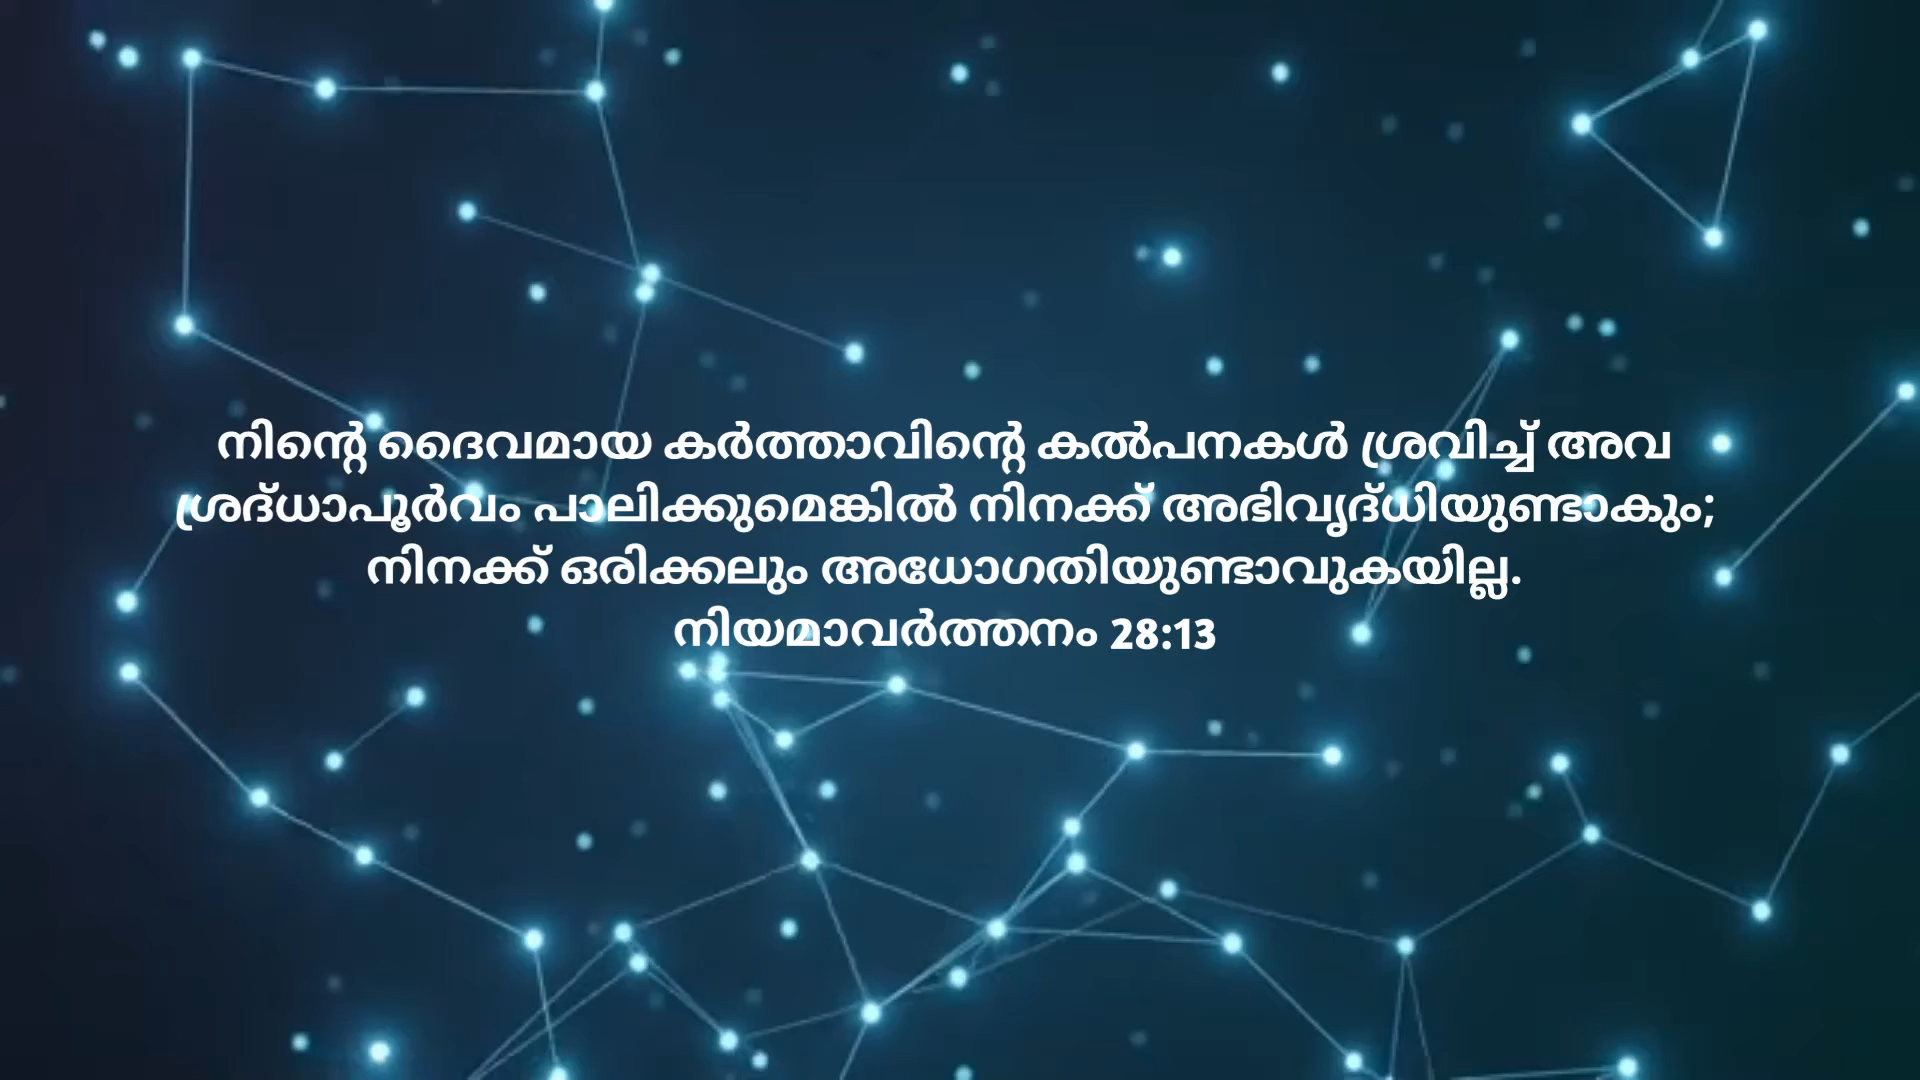 നിന്റെ ദൈവമായ കർത്താവിന്റെ കൽപനകൾ ശ്രവിച്ച് അവ
ശ്രദ്ധാപൂർവം പാലിക്കുമെങ്കിൽ നിനക്ക് അഭിവൃദ്ധിയുണ്ടാകും;
നിനക്ക് ഒരിക്കലും അധോഗതിയുണ്ടാവുകയില്ല.
നിയമാവർത്തനം 28:13